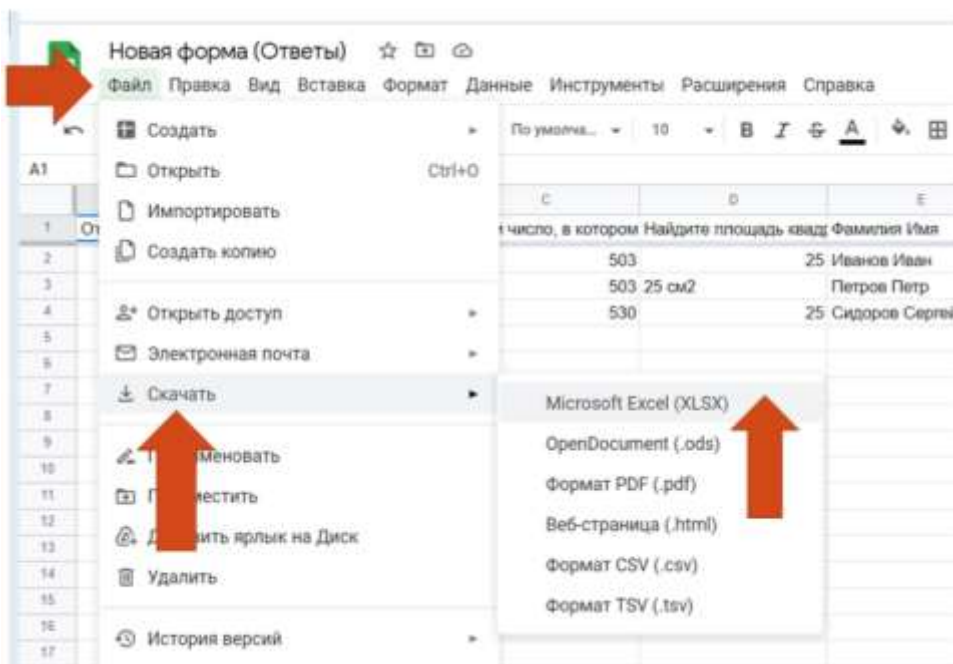 Новая форма (Ответы)
Файл Правка Вид Вставка Формат Данные Инструменты Расширения Справка
Создать
По умолча... 10 B I S A
A1
Открыть Ctrl+O
Импортировать
C D E
1 От число, в котором Найдите площадь квадр Фамилия Имя
Создать копию
2 503 25 Иванов Иван
3 503 25 см2 Петров Петр
4 530 25 Сидоров Сергей
Открыть доступ
5
Электронная почта
6
7
Скачать
8
Microsoft Excel (XLSX)
9
OpenDocument (.ods)
10
Формат PDF (.pdf)
11
12
Веб-страница (.html)
ярлык на Диск
13
Формат CSV (.csv)
14
Удалить
15
Формат TSV (.tsv)
16
История версий
17